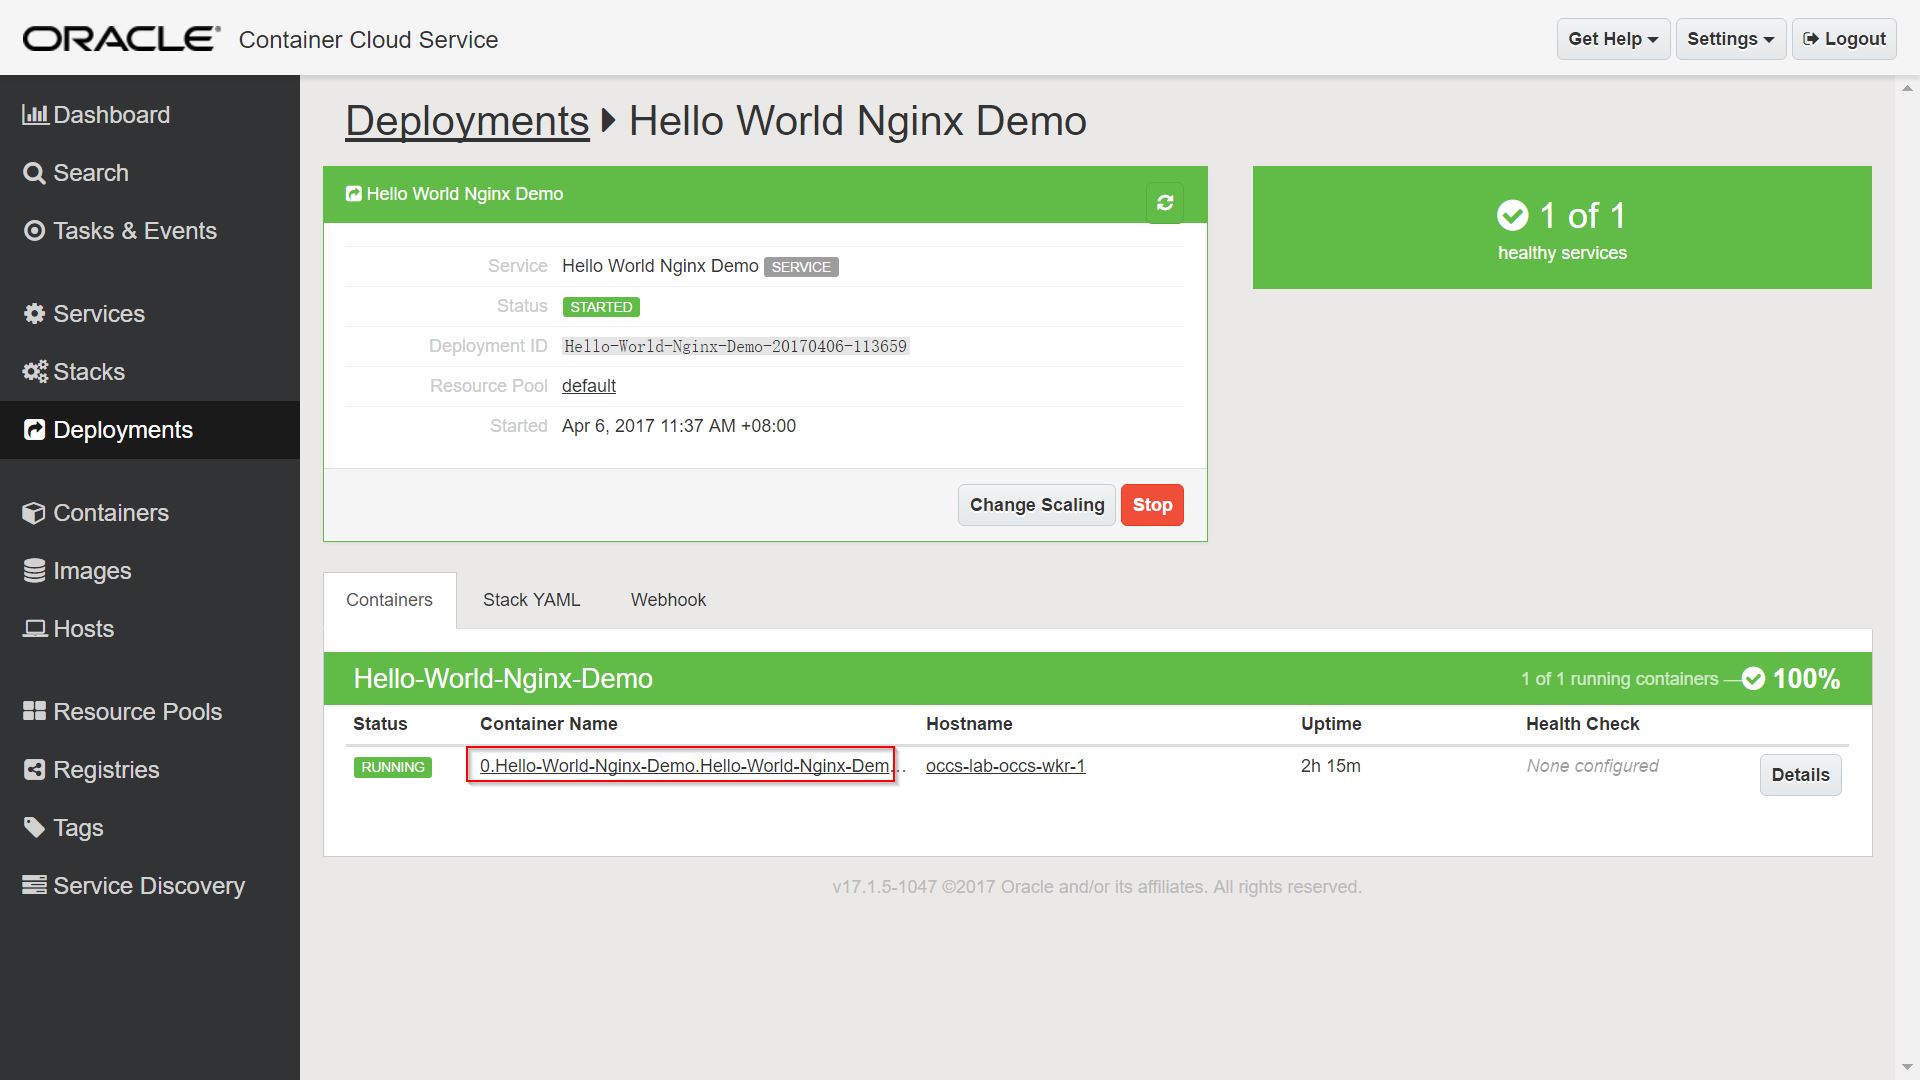 ORACLE® Container Cloud Service
Get Help
Settings
Logout
Dashboard
Search
Tasks & Events
Services
Stacks
Deployments
Containers
Images
Hosts
Resource Pools
Registries
Tags
Service Discovery
Deployments Hello World Nginx Demo
Hello World Nginx Demo
Service Hello World Nginx Demo SERVICE
Status STARTED
Deployment ID Hello-World-Nginx-Demo-20170406-113659
Resource Pool default
Started Apr 6, 2017 11:37 AM +08:00
Change Scaling Stop
1 of 1
healthy services
Containers Stack YAML Webhook
Hello-World-Nginx-Demo 1 of 1 running containers — 100%
Status Container Name Hostname Uptime Health Check
RUNNING 0.Hello-World-Nginx-Demo.Hello-World-Nginx-Dem... occs-lab-occs-wkr-1 2h 15m None configured Details
v17.1.5-1047 ©2017 Oracle and/or its affiliates. All rights reserved.